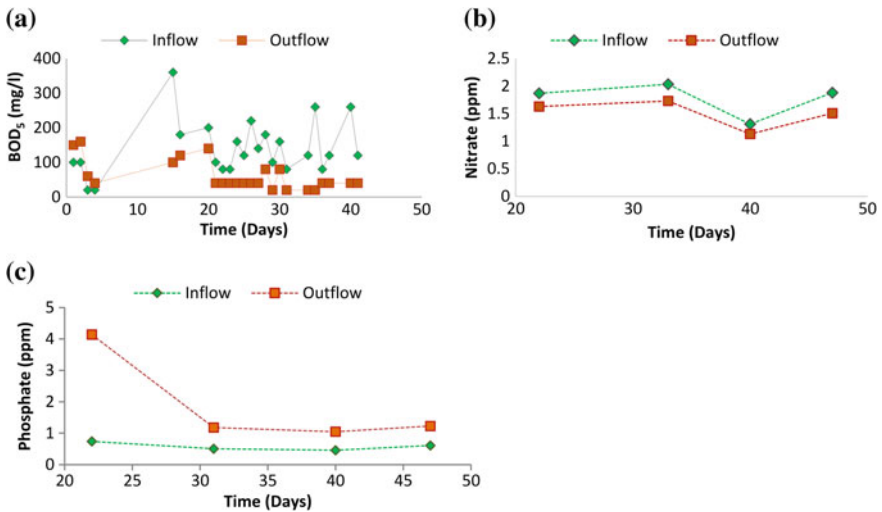 (a)
Inflow Outflow
BOD₅ (mg/l)
400
300
200
100
0
0 10 20 30 40 50
Time (Days)
(b)
Inflow Outflow
Nitrate (ppm)
2.5
2
1.5
1
0.5
0
20 30 40 50
Time (Days)
(c)
Inflow Outflow
Phosphate (ppm)
5
4
3
2
1
0
20 25 30 35 40 45 50
Time (Days)